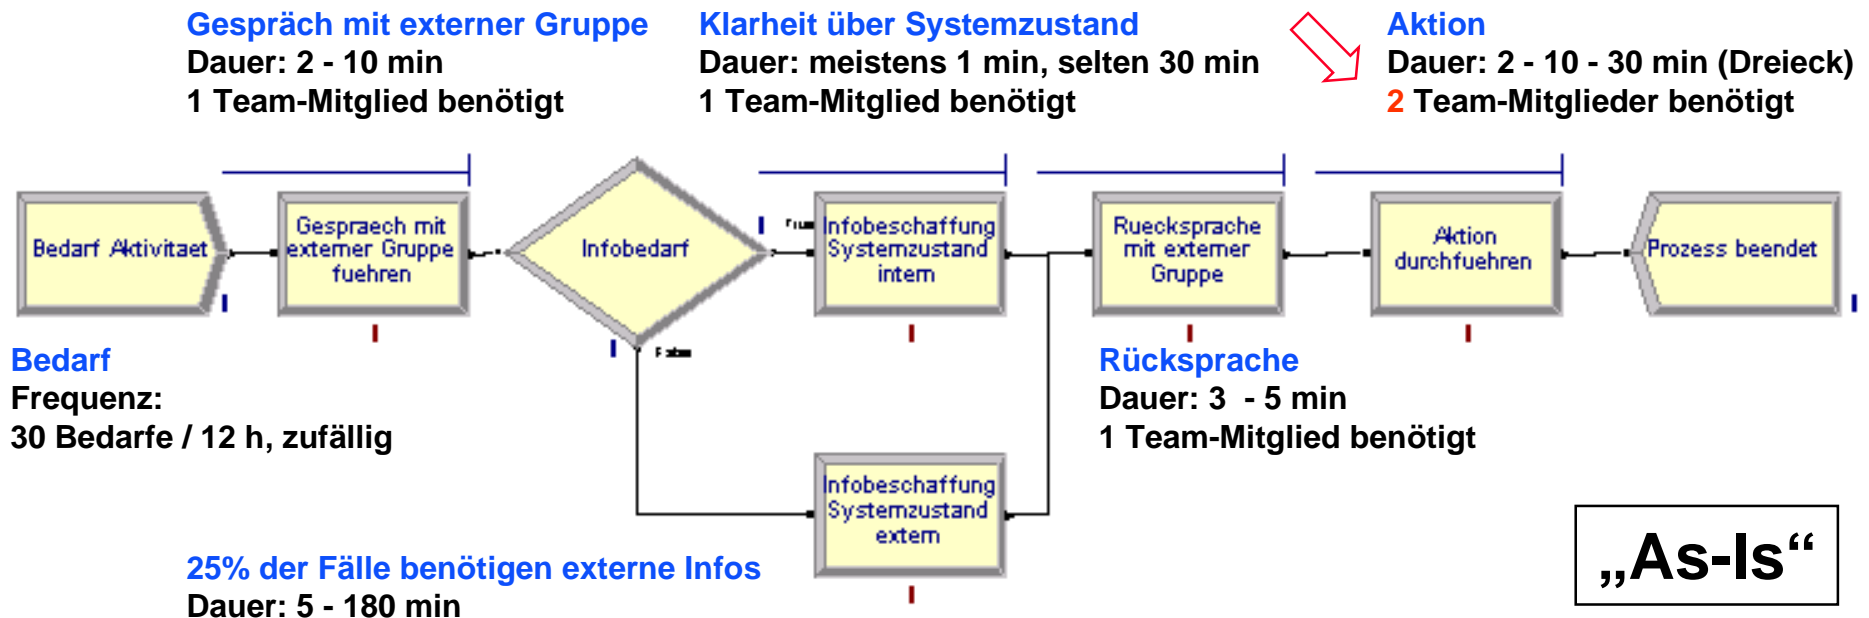 Gespräch mit externer Gruppe
Dauer: 2 - 10 min
1 Team-Mitglied benötigt
Klarheit über Systemzustand
Dauer: meistens 1 min, selten 30 min
1 Team-Mitglied benötigt
Aktion
Dauer: 2 - 10 - 30 min (Dreieck)
2 Team-Mitglieder benötigt
Bedarf Aktivitaet
Gespraech mit
externer Gruppe
fuehren
Infobedarf
Infobeschaffung
Systemzustand
intern
Ruecksprache
mit externer
Gruppe
Aktion
durchfuehren
Prozess beendet
Bedarf
Frequenz:
30 Bedarfe / 12 h, zufällig
Rücksprache
Dauer: 3 - 5 min
1 Team-Mitglied benötigt
Infobeschaffung
Systemzustand
extern
25% der Fälle benötigen externe Infos
Dauer: 5 - 180 min
„As-Is“